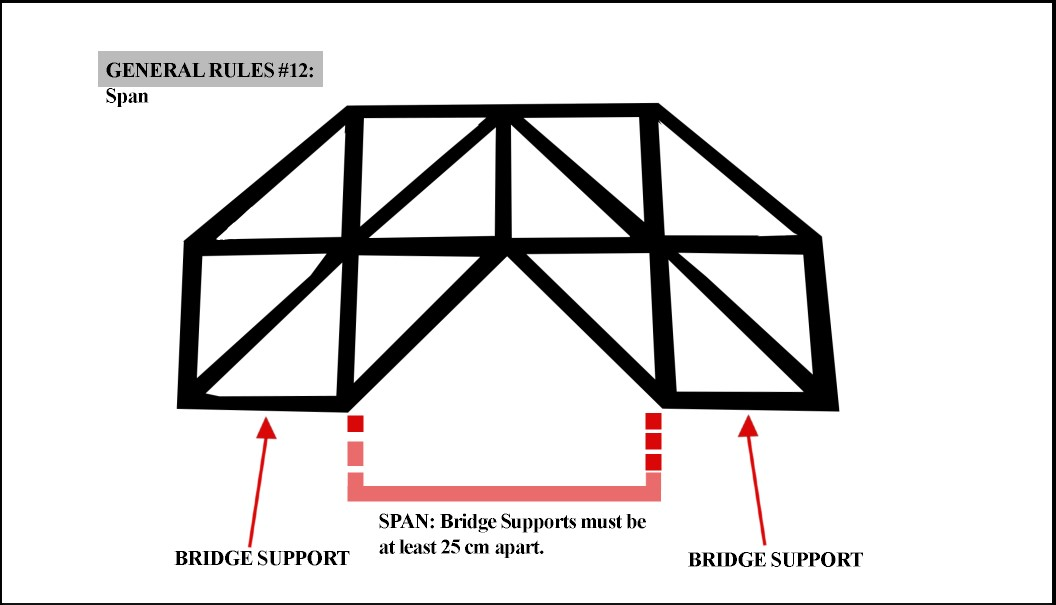 GENERAL RULES #12:
Span
SPAN: Bridge Supports must be
at least 25 cm apart.
BRIDGE SUPPORT
BRIDGE SUPPORT